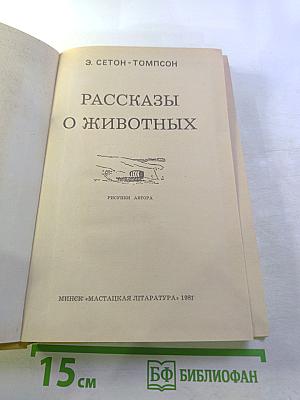 Э. СЕТОН-ТОМПСОН
РАССКАЗЫ
О ЖИВОТНЫХ
РИСУНКИ АВТОРА
МИНСК «МАСТАЦКАЯ ЛІТАРАТУРА» 1981
15 см
БФ БИБЛИОФАН